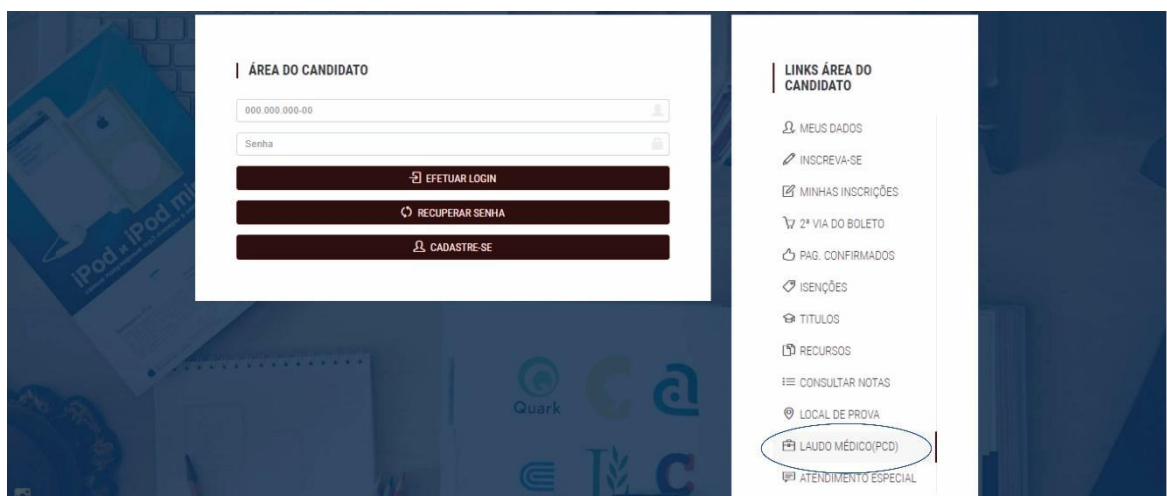 ÁREA DO CANDIDATO
000.000.000-00
Senha
EFETUAR LOGIN
RECUPERAR SENHA
CADASTRE-SE
LINKS ÁREA DO
CANDIDATO
MEUS DADOS
INSCREVA-SE
MINHAS INSCRIÇÕES
2ª VIA DO BOLETO
PAG. CONFIRMADOS
ISENÇÕES
TITULOS
RECURSOS
CONSULTAR NOTAS
LOCAL DE PROVA
LAUDO MÉDICO(PCD)
ATENDIMENTO ESPECIAL
iPod x iPod mini
Quark